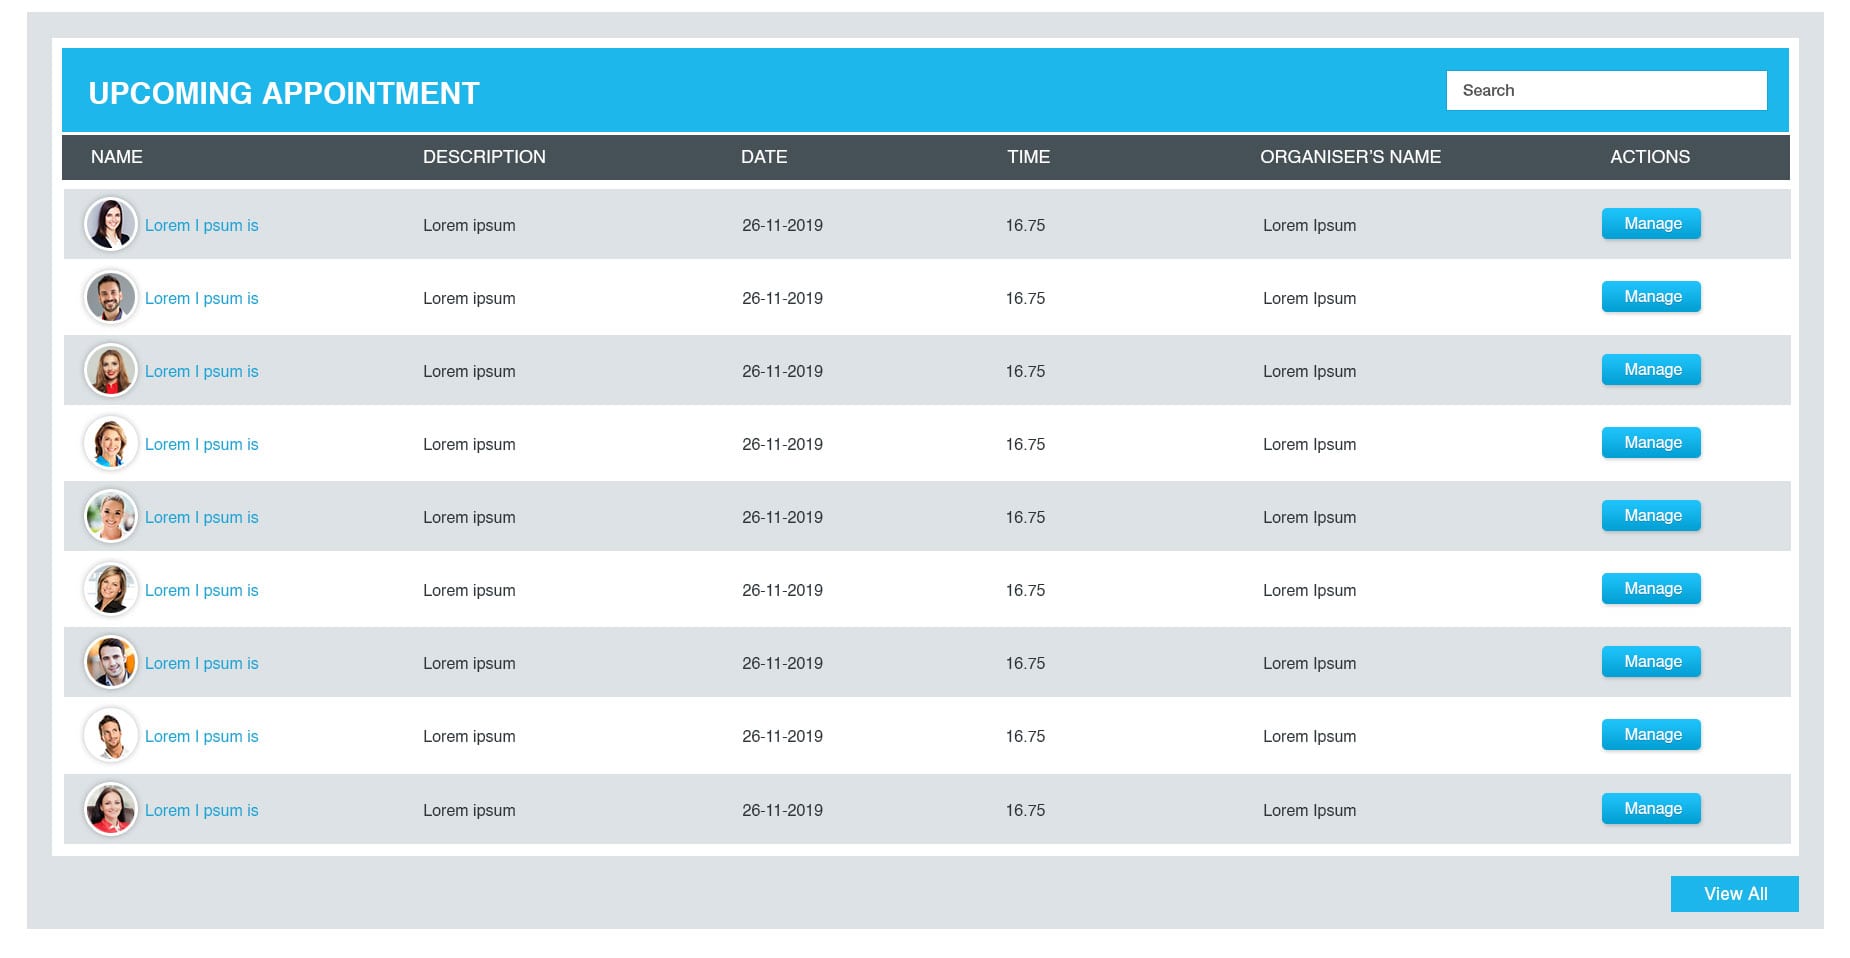 UPCOMING APPOINTMENT Search
NAME DESCRIPTION DATE TIME ORGANISER’S NAME ACTIONS
Lorem I psum is Lorem ipsum 26-11-2019 16.75 Lorem Ipsum Manage
Lorem I psum is Lorem ipsum 26-11-2019 16.75 Lorem Ipsum Manage
Lorem I psum is Lorem ipsum 26-11-2019 16.75 Lorem Ipsum Manage
Lorem I psum is Lorem ipsum 26-11-2019 16.75 Lorem Ipsum Manage
Lorem I psum is Lorem ipsum 26-11-2019 16.75 Lorem Ipsum Manage
Lorem I psum is Lorem ipsum 26-11-2019 16.75 Lorem Ipsum Manage
Lorem I psum is Lorem ipsum 26-11-2019 16.75 Lorem Ipsum Manage
Lorem I psum is Lorem ipsum 26-11-2019 16.75 Lorem Ipsum Manage
Lorem I psum is Lorem ipsum 26-11-2019 16.75 Lorem Ipsum Manage
View All